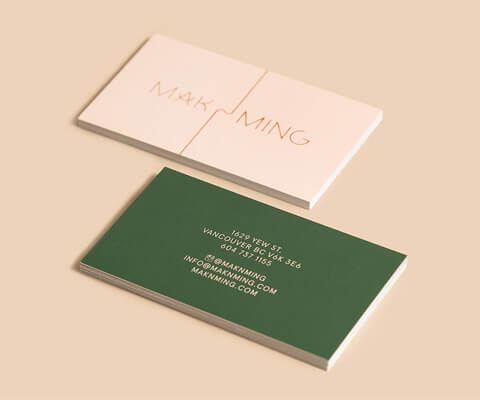 MAK N MING
1629 YEW ST,
VANCOUVER BC V6K 3E6
604 737 1155
@MAKNMING
INFO@MAKNMING.COM
MAKNMING.COM